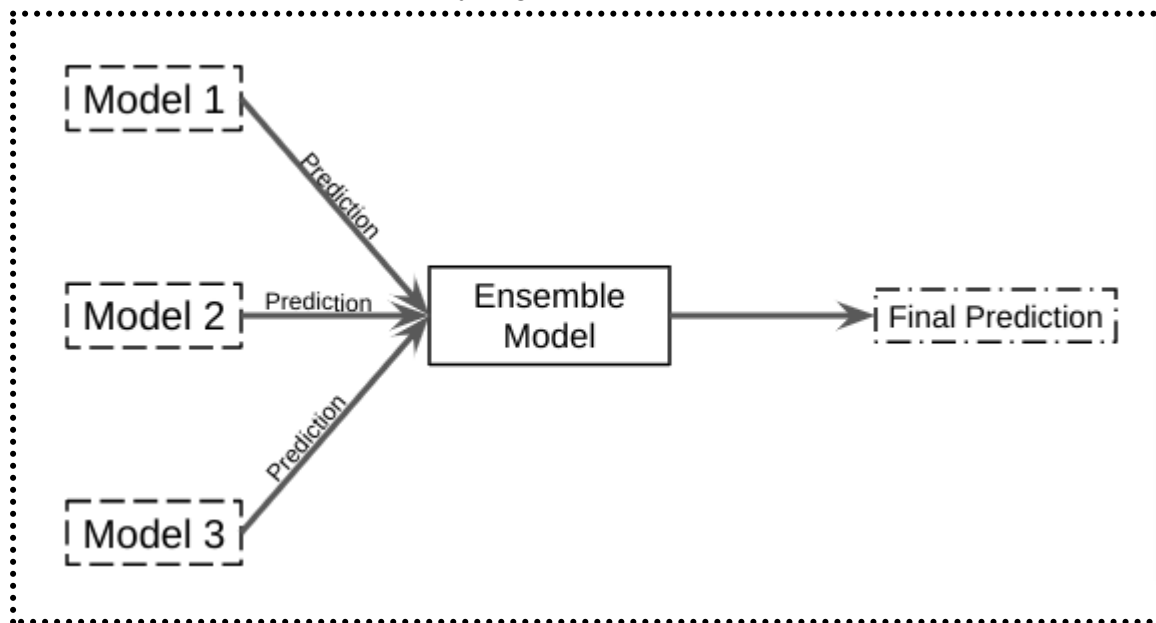 Model 1
Prediction
Model 2
Prediction
Ensemble
Model
Final Prediction
Prediction
Model 3